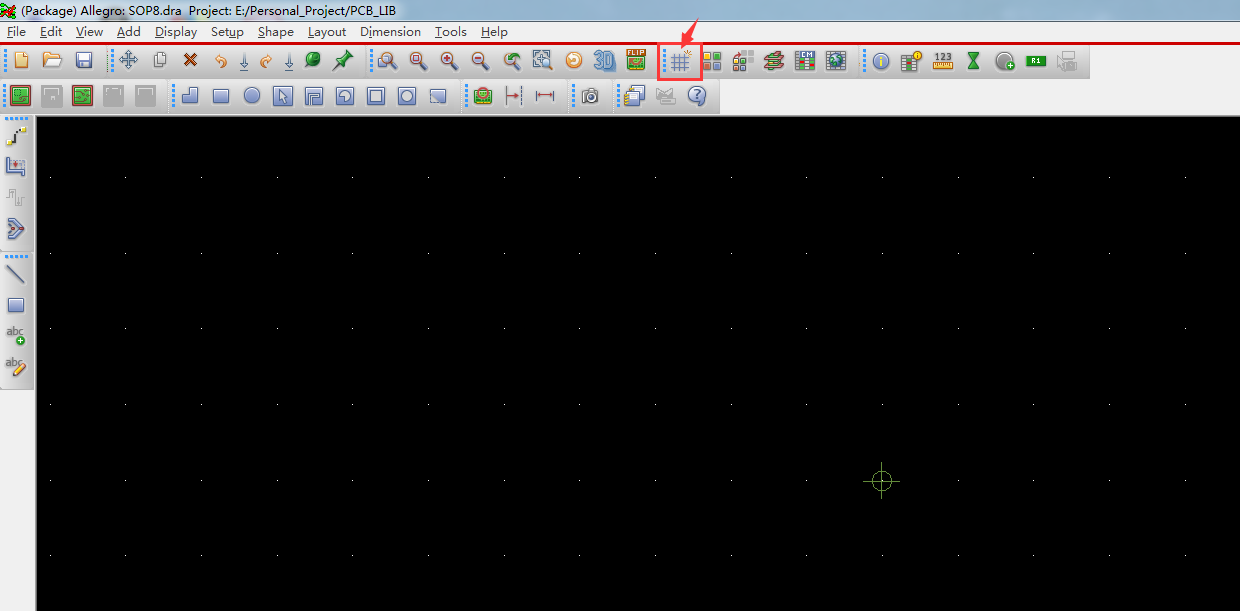 (Package) Allegro: SOP8.dra  Project: E:/Personal_Project/PCB_LIB
File Edit View Add Display Setup Shape Layout Dimension Tools Help
3D FLIP CM 123 R1
abc
abc